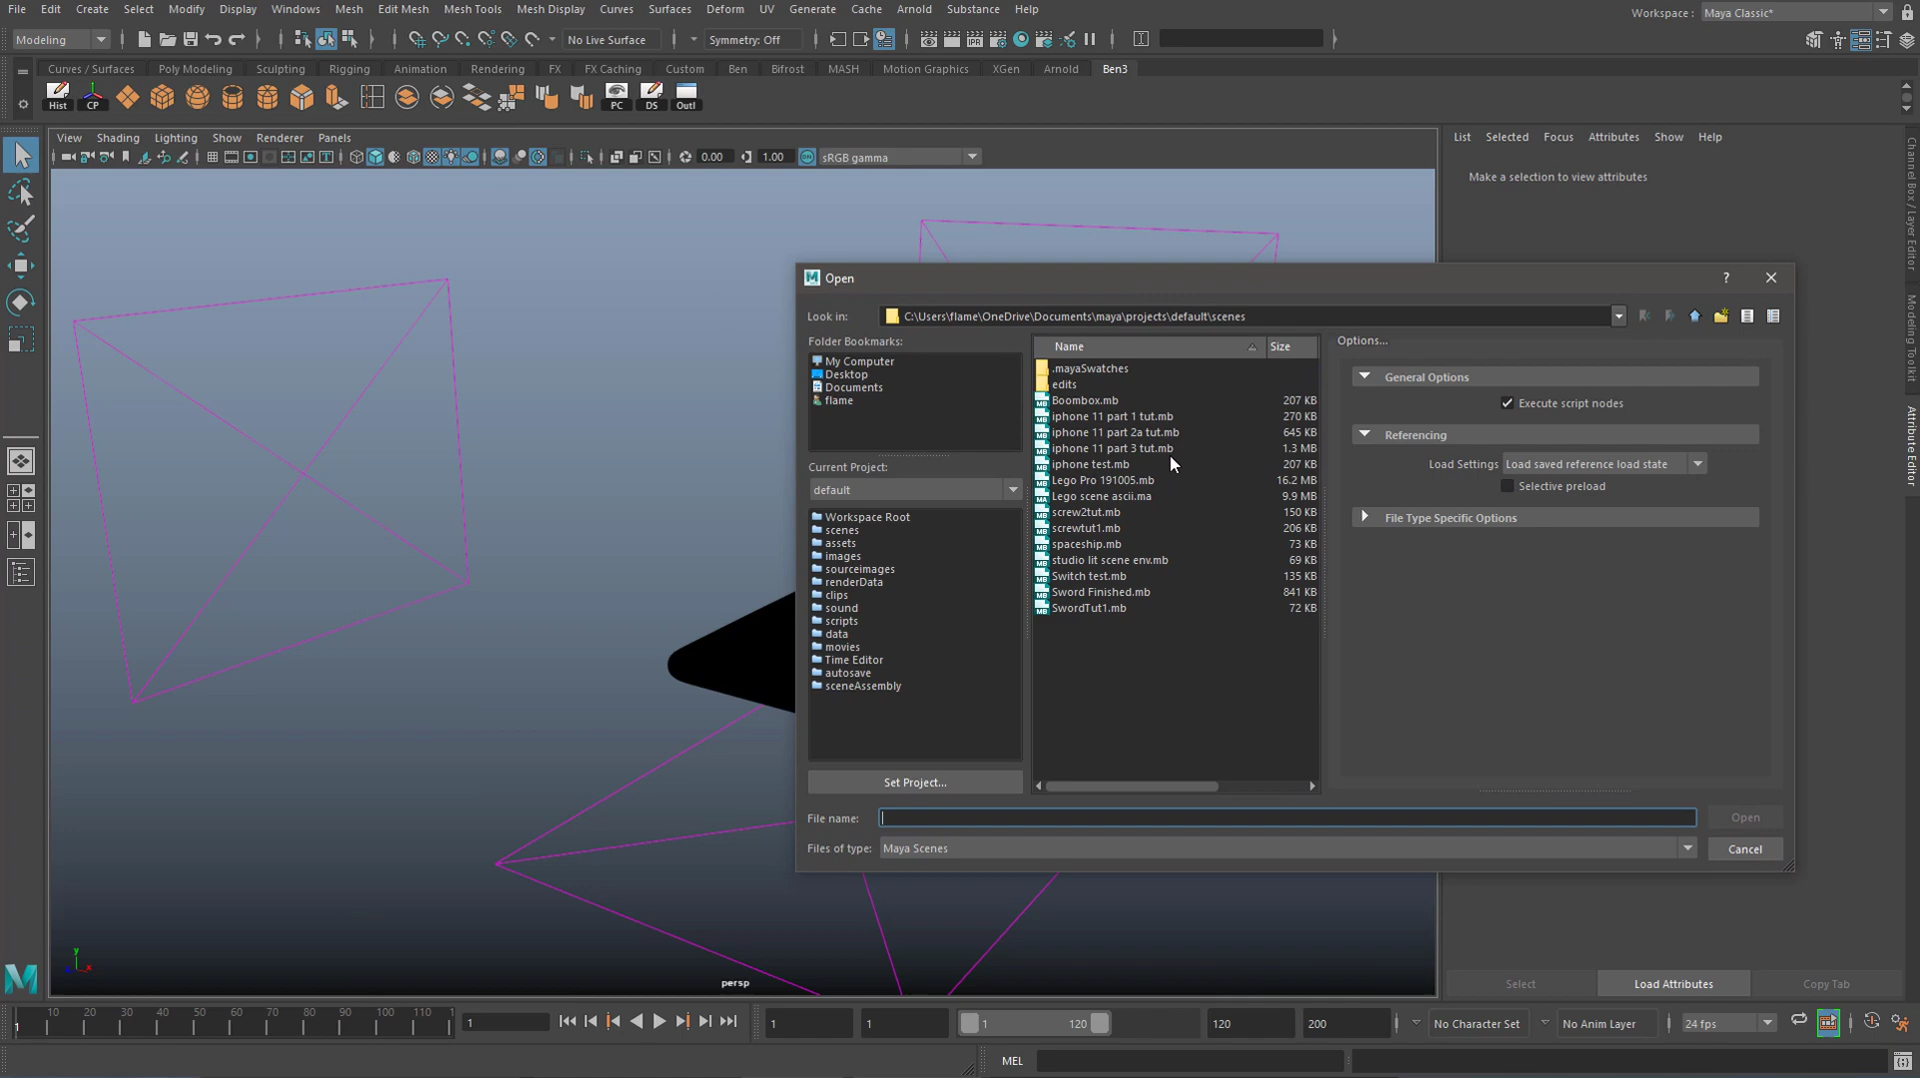 File Edit Create Select Modify Display Windows Mesh Edit Mesh Mesh Tools Mesh Display Curves Surfaces Deform UV Generate Cache Arnold Substance Help
Workspace : Maya Classic*
Modeling No Live Surface Symmetry: Off
Curves / Surfaces Poly Modeling Sculpting Rigging Animation Rendering FX FX Caching Custom Ben Bifrost MASH Motion Graphics XGen Arnold Ben3
Hist CP PC DS Outl
View Shading Lighting Show Renderer Panels
0.00 1.00 ON sRGB gamma
List Selected Focus Attributes Show Help
Make a selection to view attributes
Channel Box / Layer Editor
Modeling Toolkit
Attribute Editor
Open ?
Look in: C:\Users\flame\OneDrive\Documents\maya\projects\default\scenes
Folder Bookmarks:
My Computer
Desktop
Documents
flame
Current Project:
default
Workspace Root
scenes
assets
images
sourceimages
renderData
clips
sound
scripts
data
movies
Time Editor
autosave
sceneAssembly
Set Project...
Name Size
.mayaSwatches
edits
Boombox.mb 207 KB
iphone 11 part 1 tut.mb 270 KB
iphone 11 part 2a tut.mb 645 KB
iphone 11 part 3 tut.mb 1.3 MB
iphone test.mb 207 KB
Lego Pro 191005.mb 16.2 MB
Lego scene ascii.ma 9.9 MB
screw2tut.mb 150 KB
screwtut1.mb 206 KB
spaceship.mb 73 KB
studio lit scene env.mb 69 KB
Switch test.mb 135 KB
Sword Finished.mb 841 KB
SwordTut1.mb 72 KB
Options...
General Options
Execute script nodes
Referencing
Load Settings Load saved reference load state
Selective preload
File Type Specific Options
File name: Open
Files of type: Maya Scenes Cancel
y
x
persp
Select Load Attributes Copy Tab
1 10 20 30 40 50 60 70 80 90 100 110 1
1 1 1 1 120 120 200 No Character Set No Anim Layer 24 fps
MEL